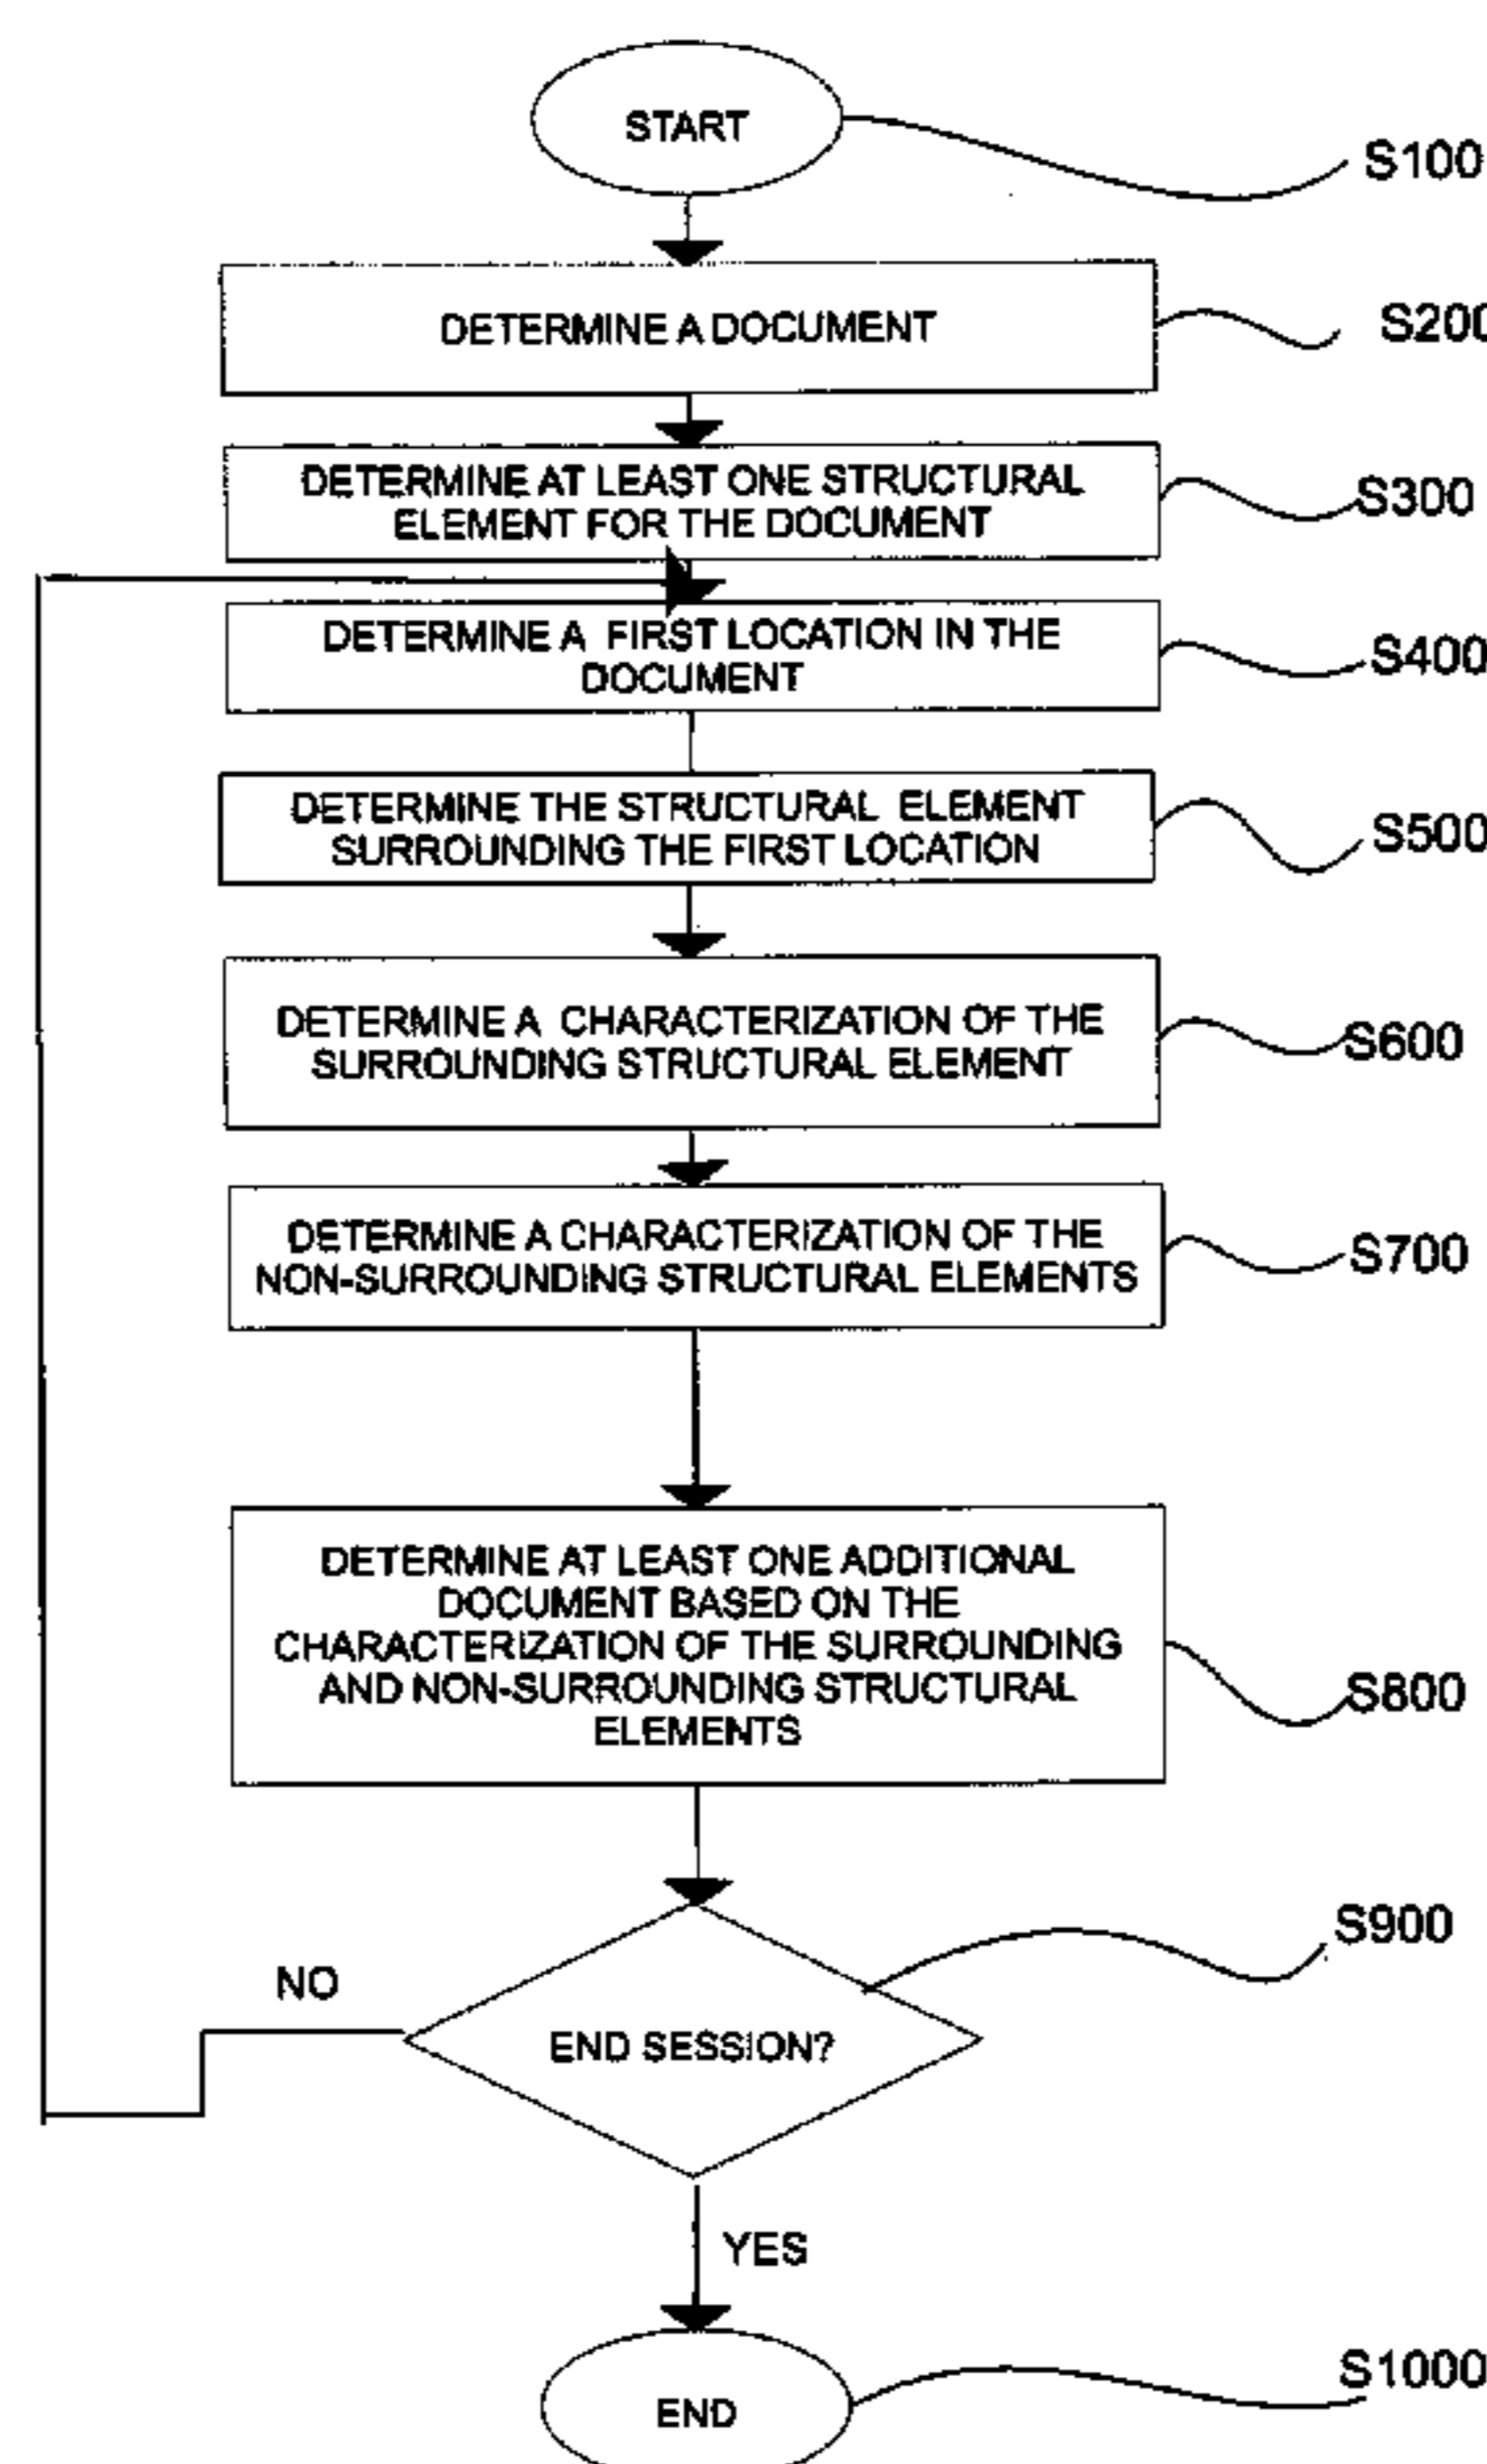 START
S100
DETERMINE A DOCUMENT
S200
DETERMINE AT LEAST ONE STRUCTURAL
ELEMENT FOR THE DOCUMENT
S300
DETERMINE A FIRST LOCATION IN THE
DOCUMENT
S400
DETERMINE THE STRUCTURAL ELEMENT
SURROUNDING THE FIRST LOCATION
S500
DETERMINE A CHARACTERIZATION OF THE
SURROUNDING STRUCTURAL ELEMENT
S600
DETERMINE A CHARACTERIZATION OF THE
NON-SURROUNDING STRUCTURAL ELEMENTS
S700
DETERMINE AT LEAST ONE ADDITIONAL
DOCUMENT BASED ON THE
CHARACTERIZATION OF THE SURROUNDING
AND NON-SURROUNDING STRUCTURAL
ELEMENTS
S800
S900
NO
END SESSION?
YES
S1000
END